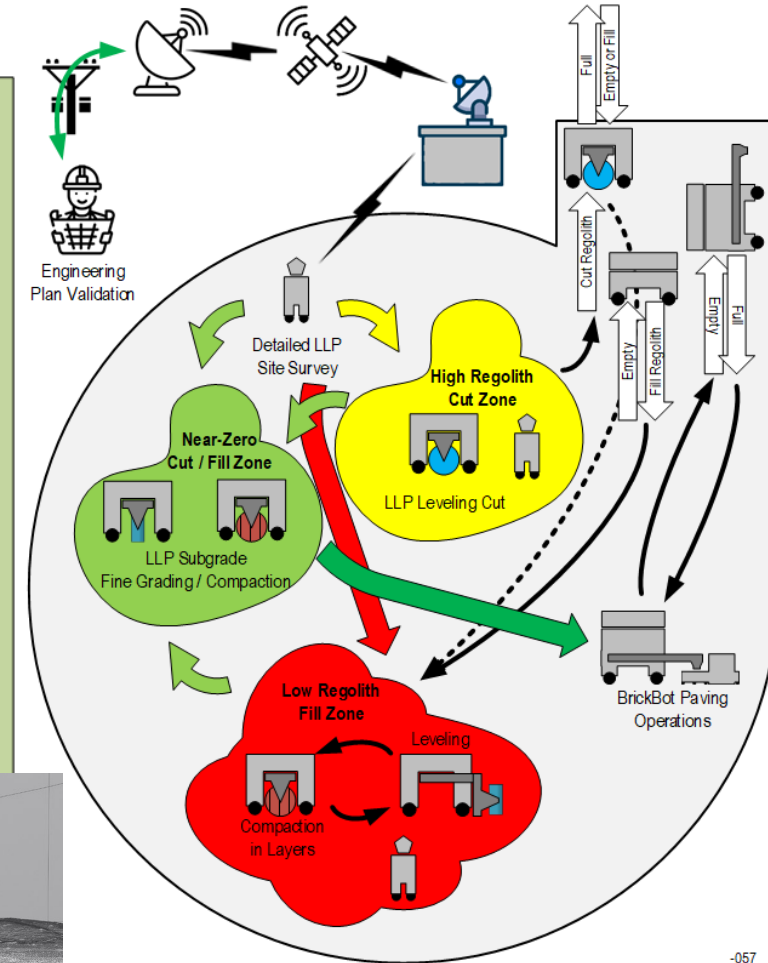 Full
Empty or Fill
Cut Regolith
Empty
Fill Regolith
Empty
Full
Engineering
Plan Validation
Detailed LLP
Site Survey
High Regolith
Cut Zone
LLP Leveling Cut
Near-Zero
Cut / Fill Zone
LLP Subgrade
Fine Grading / Compaction
BrickBot Paving
Operations
Low Regolith
Fill Zone
Leveling
Compaction
in Layers
-057